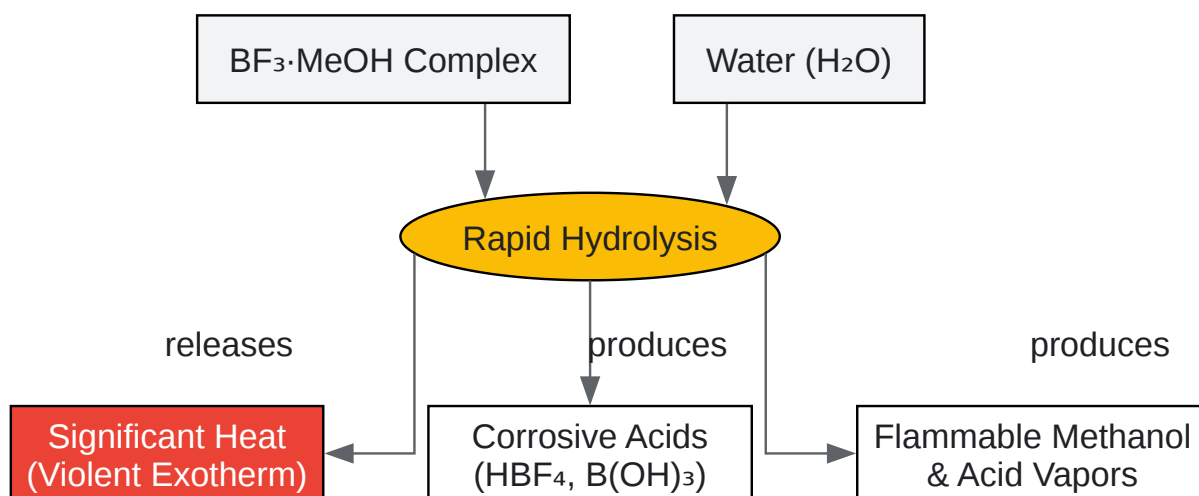 BF₃·MeOH Complex
Water (H₂O)
Rapid Hydrolysis
releases
produces
produces
Significant Heat
(Violent Exotherm)
Corrosive Acids
(HBF₄, B(OH)₃)
Flammable Methanol
& Acid Vapors